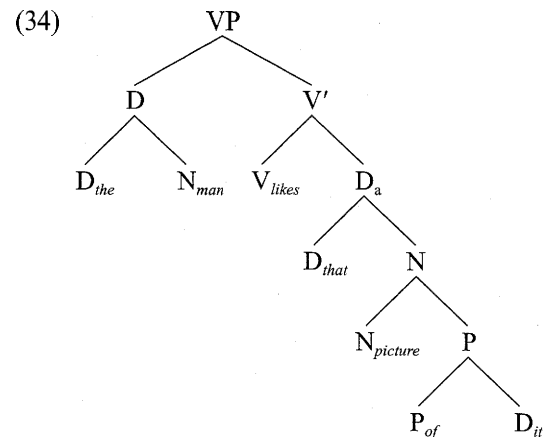 (34) VP
D V′
D_the N_man V_likes D_a
D_that N
N_picture P
P_of D_it